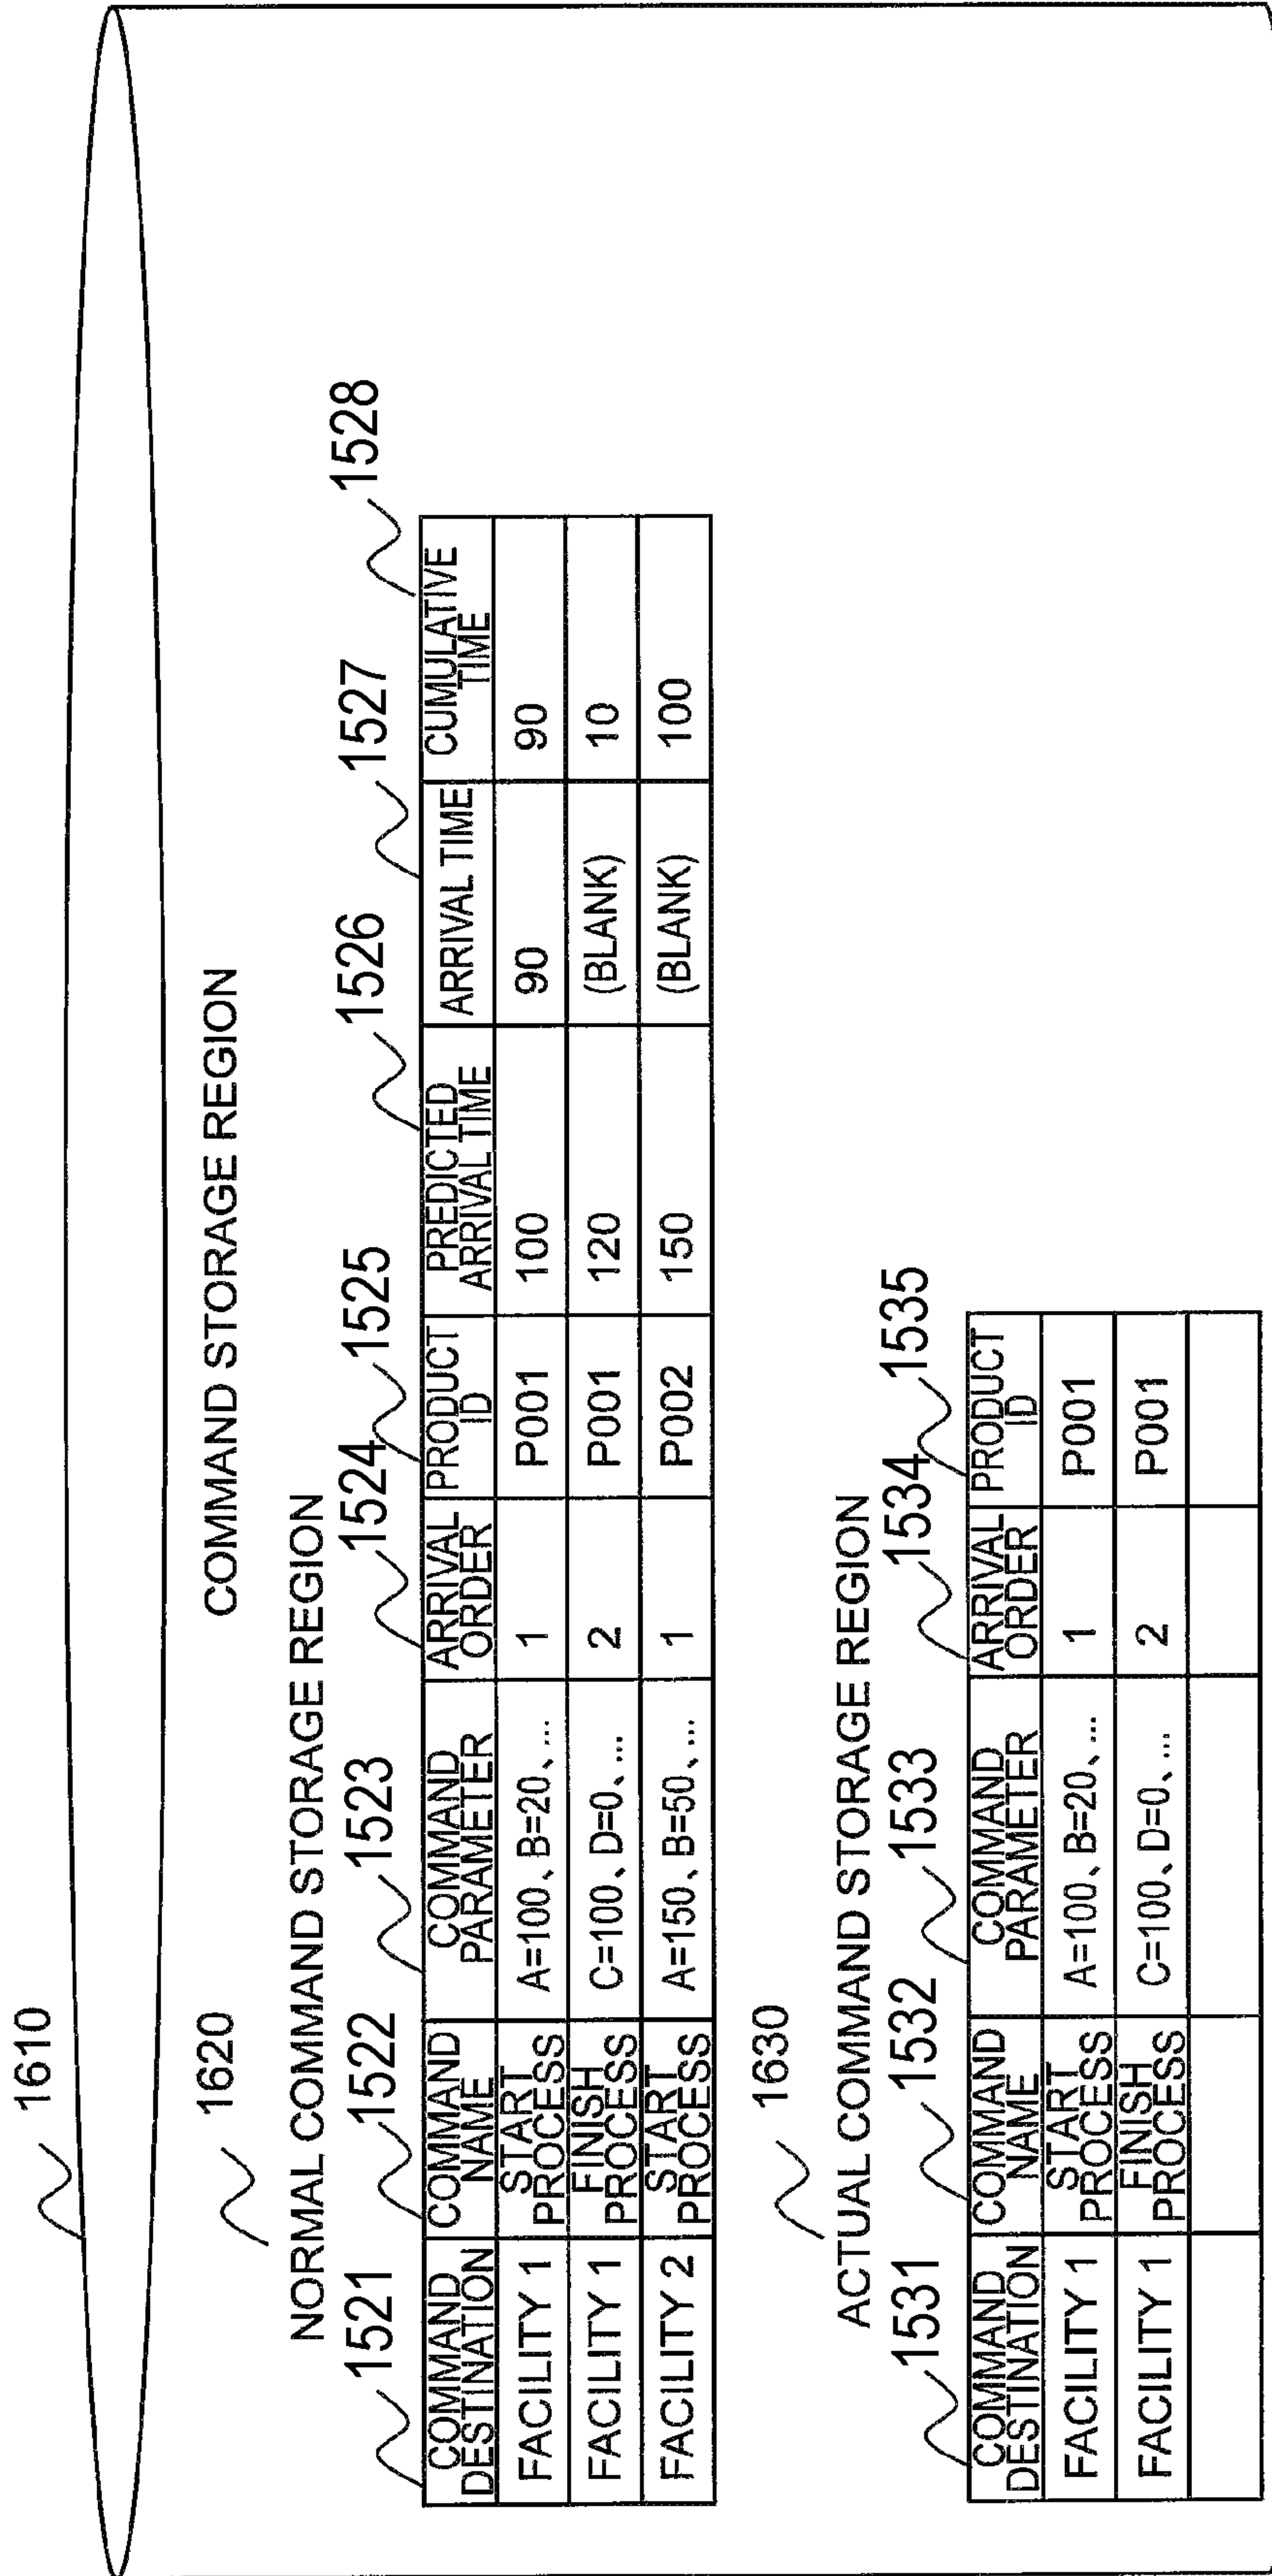 1610
COMMAND STORAGE REGION
1620
NORMAL COMMAND STORAGE REGION
1521 1522 1523 1524 1525 1526 1527 1528
COMMAND DESTINATION COMMAND NAME COMMAND PARAMETER ARRIVAL ORDER PRODUCT ID PREDICTED ARRIVAL TIME ARRIVAL TIME CUMULATIVE TIME
FACILITY 1 START PROCESS A=100、B=20、... 1 P001 100 90 90
FACILITY 1 FINISH PROCESS C=100、D=0、... 2 P001 120 (BLANK) 10
FACILITY 2 START PROCESS A=150、B=50、... 1 P002 150 (BLANK) 100
1630
ACTUAL COMMAND STORAGE REGION
1531 1532 1533 1534 1535
COMMAND DESTINATION COMMAND NAME COMMAND PARAMETER ARRIVAL ORDER PRODUCT ID
FACILITY 1 START PROCESS A=100、B=20、... 1 P001
FACILITY 1 FINISH PROCESS C=100、D=0、... 2 P001